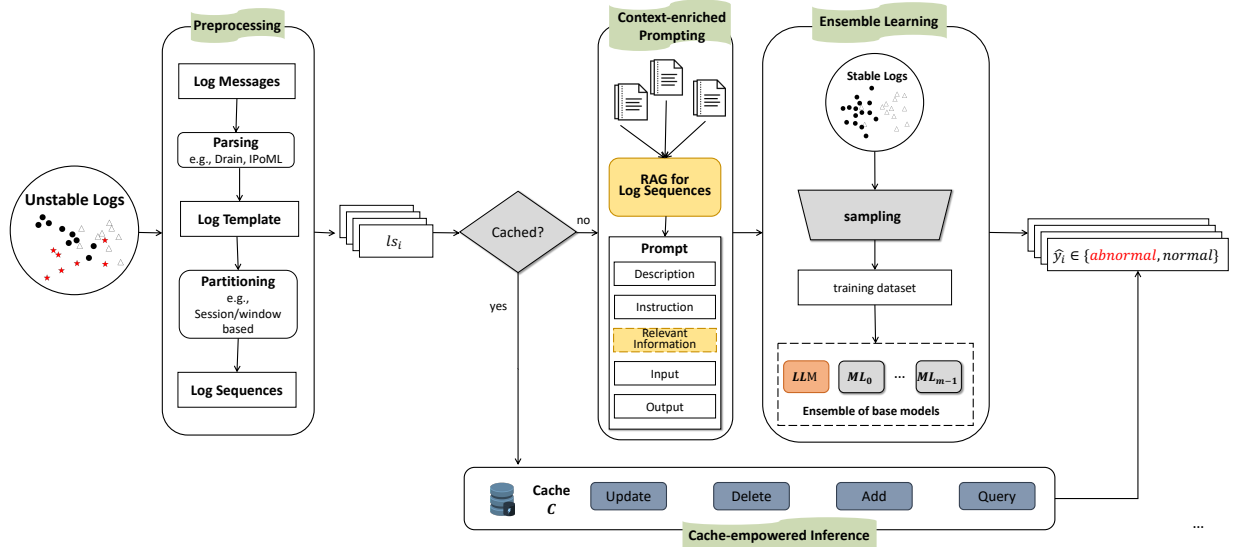 Preprocessing
Log Messages
Parsing
e.g., Drain, IPoML
Log Template
Partitioning
e.g.,
Session/window
based
Log Sequences
Unstable Logs
ls_i
Cached?
no
yes
Context-enriched
Prompting
RAG for
Log Sequences
Prompt
Description
Instruction
Relevant
Information
Input
Output
Ensemble Learning
Stable Logs
sampling
training dataset
LLM
ML_0
...
ML_{m−1}
Ensemble of base models
ŷ_i ∈ {abnormal, normal}
Cache
C
Update
Delete
Add
Query
Cache-empowered Inference
...